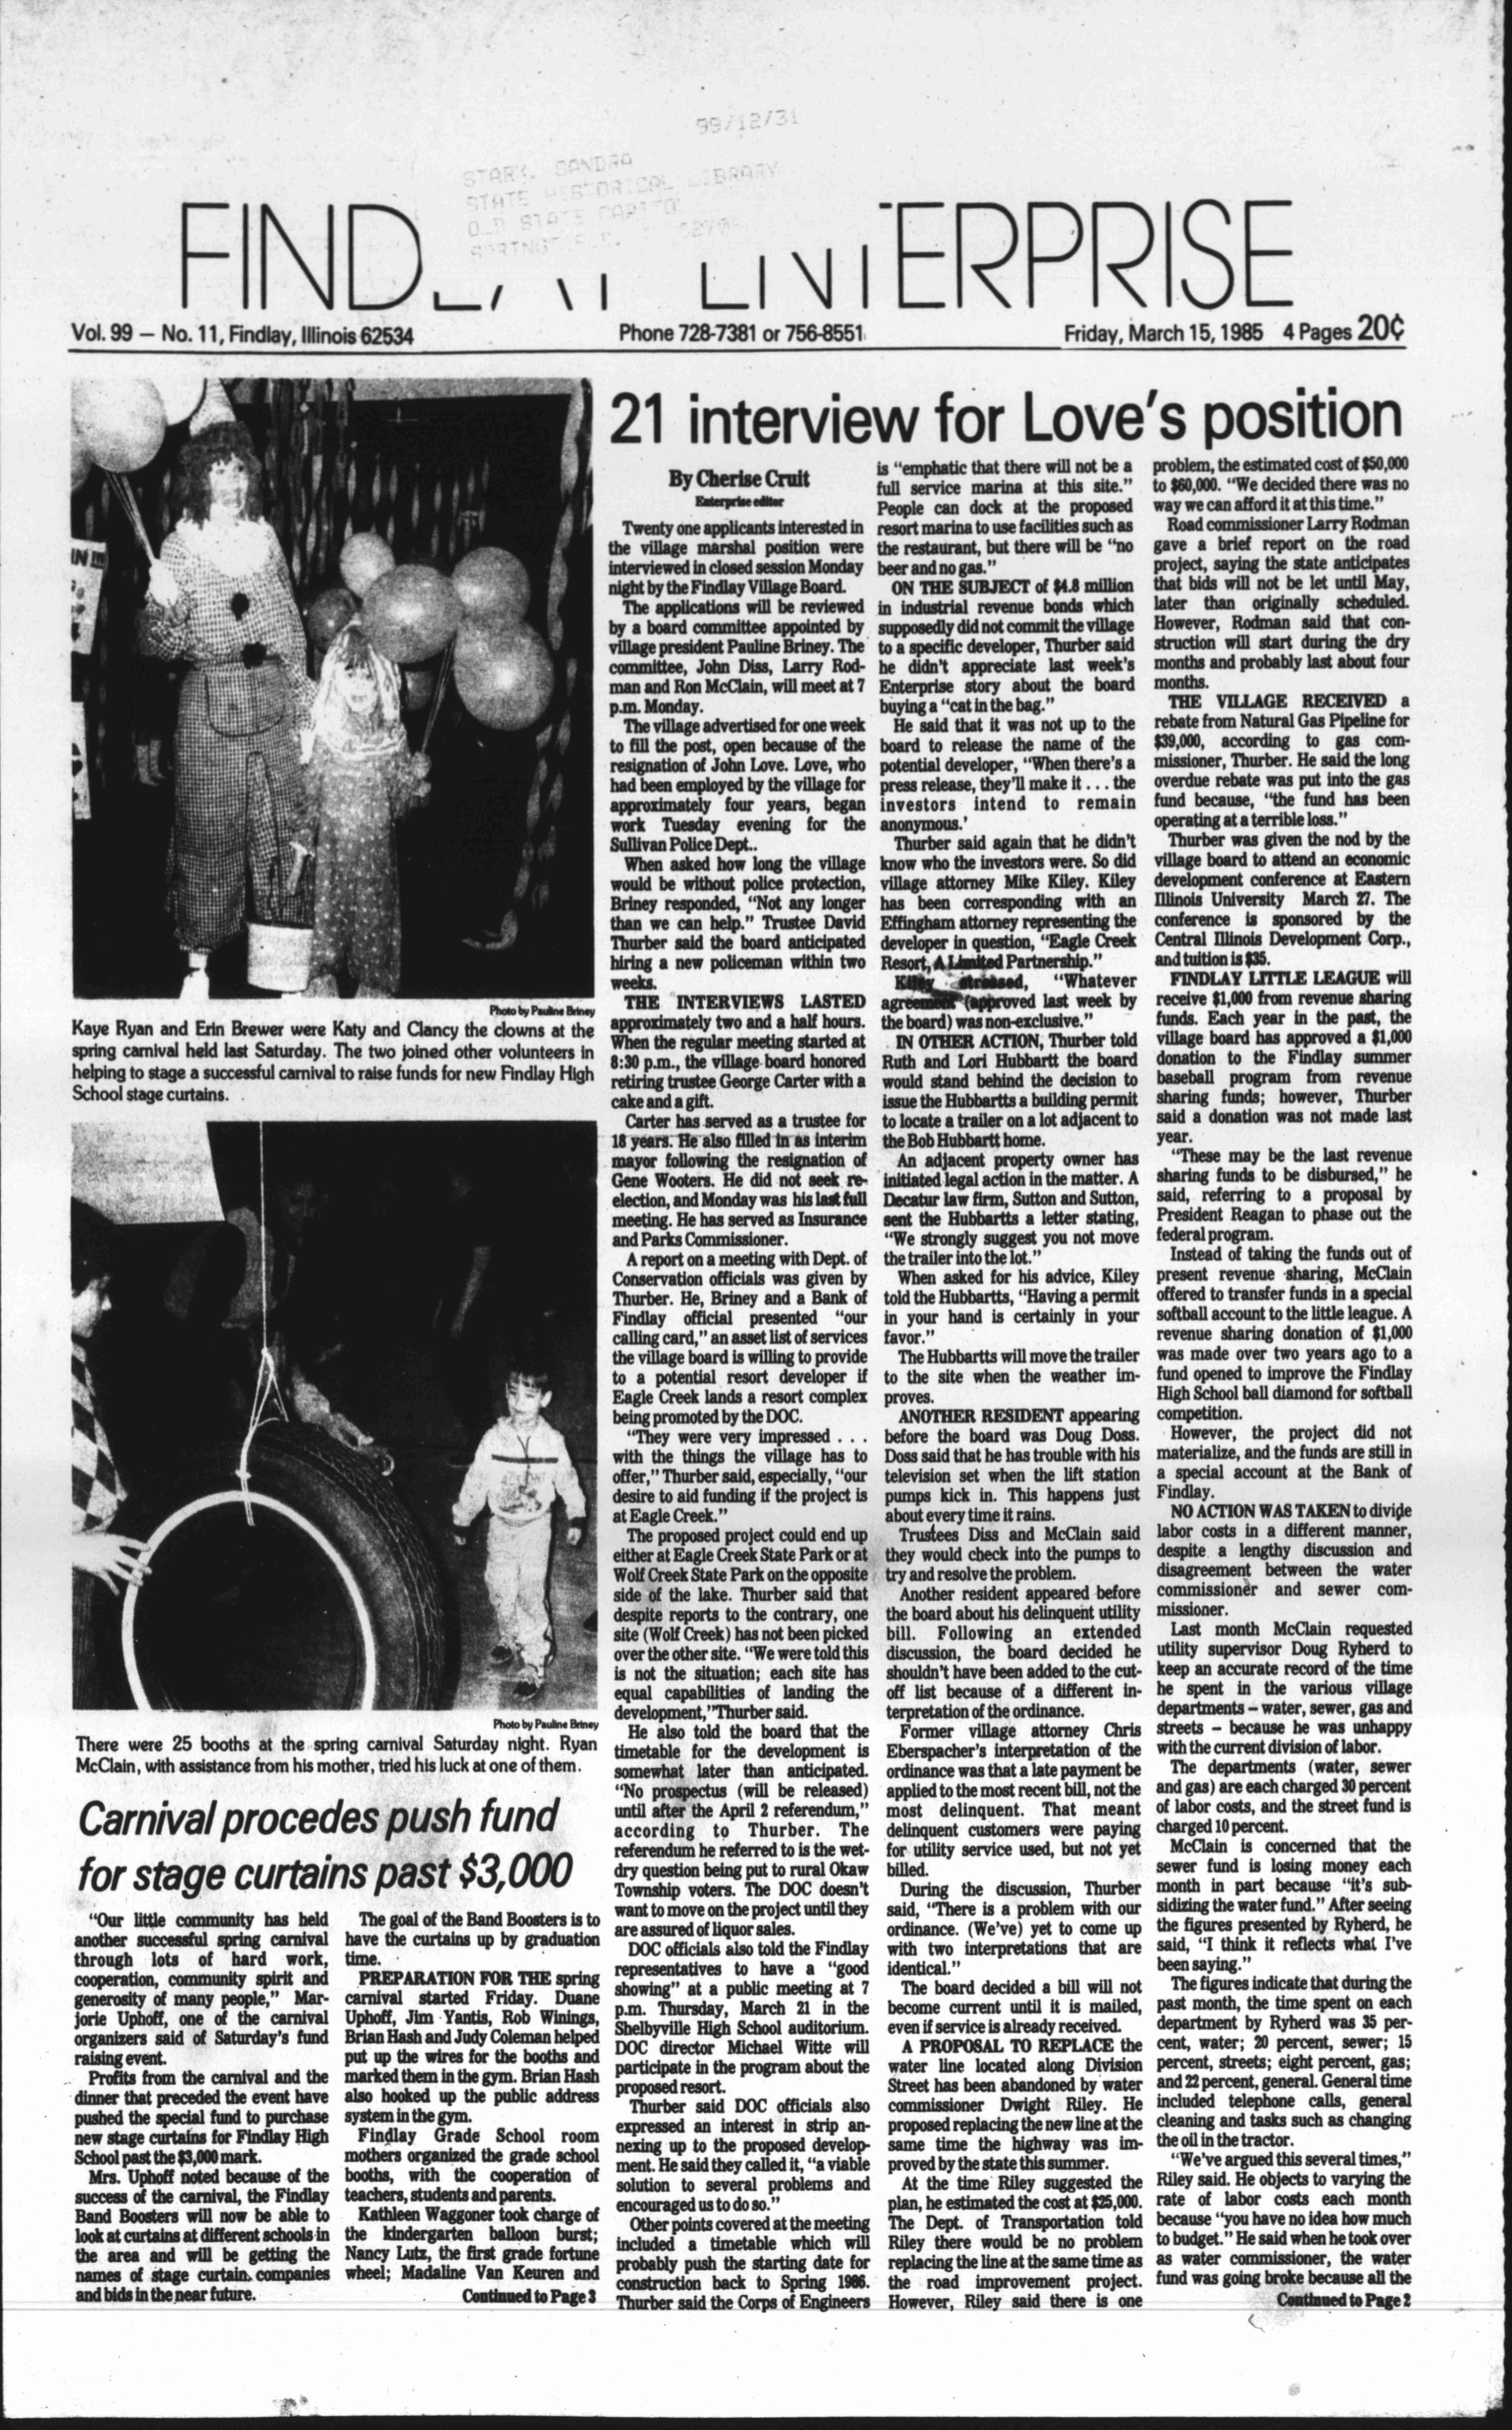 99/12/31
STARK, SANDRA
STATE HISTORICAL LIBRARY
OLD STATE CAPITO
FINDLAY ENTERPRISE
Vol. 99 — No. 11, Findlay, Illinois 62534
Phone 728-7381 or 756-8551
Friday, March 15, 1985 4 Pages 20¢
Photo by Pauline Briney
Kaye Ryan and Erin Brewer were Katy and Clancy the clowns at the
spring carnival held last Saturday. The two joined other volunteers in
helping to stage a successful carnival to raise funds for new Findlay High
School stage curtains.
Photo by Pauline Briney
There were 25 booths at the spring carnival Saturday night. Ryan
McClain, with assistance from his mother, tried his luck at one of them.
Carnival procedes push fund
for stage curtains past $3,000
"Our little community has held
another successful spring carnival
through lots of hard work,
cooperation, community spirit and
generosity of many people," Mar-
jorie Uphoff, one of the carnival
organizers said of Saturday's fund
raising event.
Profits from the carnival and the
dinner that preceded the event have
pushed the special fund to purchase
new stage curtains for Findlay High
School past the $3,000 mark.
Mrs. Uphoff noted because of the
success of the carnival, the Findlay
Band Boosters will now be able to
look at curtains at different schools in
the area and will be getting the
names of stage curtain companies
and bids in the near future.
The goal of the Band Boosters is to
have the curtains up by graduation
time.
PREPARATION FOR THE spring
carnival started Friday. Duane
Uphoff, Jim Yantis, Rob Winings,
Brian Hash and Judy Coleman helped
put up the wires for the booths and
marked them in the gym. Brian Hash
also hooked up the public address
system in the gym.
Findlay Grade School room
mothers organized the grade school
booths, with the cooperation of
teachers, students and parents.
Kathleen Waggoner took charge of
the kindergarten balloon burst;
Nancy Lutz, the first grade fortune
wheel; Madaline Van Keuren and
Continued to Page 3
21 interview for Love's position
By Cherise Cruit
Enterprise editor
Twenty one applicants interested in
the village marshal position were
interviewed in closed session Monday
night by the Findlay Village Board.
The applications will be reviewed
by a board committee appointed by
village president Pauline Briney. The
committee, John Diss, Larry Rod-
man and Ron McClain, will meet at 7
p.m. Monday.
The village advertised for one week
to fill the post, open because of the
resignation of John Love. Love, who
had been employed by the village for
approximately four years, began
work Tuesday evening for the
Sullivan Police Dept..
When asked how long the village
would be without police protection,
Briney responded, "Not any longer
than we can help." Trustee David
Thurber said the board anticipated
hiring a new policeman within two
weeks.
THE INTERVIEWS LASTED
approximately two and a half hours.
When the regular meeting started at
8:30 p.m., the village board honored
retiring trustee George Carter with a
cake and a gift.
Carter has served as a trustee for
18 years. He also filled in as interim
mayor following the resignation of
Gene Wooters. He did not seek re-
election, and Monday was his last full
meeting. He has served as Insurance
and Parks Commissioner.
A report on a meeting with Dept. of
Conservation officials was given by
Thurber. He, Briney and a Bank of
Findlay official presented "our
calling card," an asset list of services
the village board is willing to provide
to a potential resort developer if
Eagle Creek lands a resort complex
being promoted by the DOC.
"They were very impressed . . .
with the things the village has to
offer," Thurber said, especially, "our
desire to aid funding if the project is
at Eagle Creek."
The proposed project could end up
either at Eagle Creek State Park or at
Wolf Creek State Park on the opposite
side of the lake. Thurber said that
despite reports to the contrary, one
site (Wolf Creek) has not been picked
over the other site. "We were told this
is not the situation; each site has
equal capabilities of landing the
development,"Thurber said.
He also told the board that the
timetable for the development is
somewhat later than anticipated.
"No prospectus (will be released)
until after the April 2 referendum,"
according to Thurber. The
referendum he referred to is the wet-
dry question being put to rural Okaw
Township voters. The DOC doesn't
want to move on the project until they
are assured of liquor sales.
DOC officials also told the Findlay
representatives to have a "good
showing" at a public meeting at 7
p.m. Thursday, March 21 in the
Shelbyville High School auditorium.
DOC director Michael Witte will
participate in the program about the
proposed resort.
Thurber said DOC officials also
expressed an interest in strip an-
nexing up to the proposed develop-
ment. He said they called it, "a viable
solution to several problems and
encouraged us to do so."
Other points covered at the meeting
included a timetable which will
probably push the starting date for
construction back to Spring 1986.
Thurber said the Corps of Engineers
is "emphatic that there will not be a
full service marina at this site."
People can dock at the proposed
resort marina to use facilities such as
the restaurant, but there will be "no
beer and no gas."
ON THE SUBJECT of $4.8 million
in industrial revenue bonds which
supposedly did not commit the village
to a specific developer, Thurber said
he didn't appreciate last week's
Enterprise story about the board
buying a "cat in the bag."
He said that it was not up to the
board to release the name of the
potential developer, "When there's a
press release, they'll make it . . . the
investors intend to remain
anonymous.'
Thurber said again that he didn't
know who the investors were. So did
village attorney Mike Kiley. Kiley
has been corresponding with an
Effingham attorney representing the
developer in question, "Eagle Creek
Resort, A Limited Partnership."
Kiley stressed, "Whatever
agreement (approved last week by
the board) was non-exclusive."
IN OTHER ACTION, Thurber told
Ruth and Lori Hubbartt the board
would stand behind the decision to
issue the Hubbartts a building permit
to locate a trailer on a lot adjacent to
the Bob Hubbartt home.
An adjacent property owner has
initiated legal action in the matter. A
Decatur law firm, Sutton and Sutton,
sent the Hubbartts a letter stating,
"We strongly suggest you not move
the trailer into the lot."
When asked for his advice, Kiley
told the Hubbartts, "Having a permit
in your hand is certainly in your
favor."
The Hubbartts will move the trailer
to the site when the weather im-
proves.
ANOTHER RESIDENT appearing
before the board was Doug Doss.
Doss said that he has trouble with his
television set when the lift station
pumps kick in. This happens just
about every time it rains.
Trustees Diss and McClain said
they would check into the pumps to
try and resolve the problem.
Another resident appeared before
the board about his delinquent utility
bill. Following an extended
discussion, the board decided he
shouldn't have been added to the cut-
off list because of a different in-
terpretation of the ordinance.
Former village attorney Chris
Eberspacher's interpretation of the
ordinance was that a late payment be
applied to the most recent bill, not the
most delinquent. That meant
delinquent customers were paying
for utility service used, but not yet
billed.
During the discussion, Thurber
said, "There is a problem with our
ordinance. (We've) yet to come up
with two interpretations that are
identical."
The board decided a bill will not
become current until it is mailed,
even if service is already received.
A PROPOSAL TO REPLACE the
water line located along Division
Street has been abandoned by water
commissioner Dwight Riley. He
proposed replacing the new line at the
same time the highway was im-
proved by the state this summer.
At the time Riley suggested the
plan, he estimated the cost at $25,000.
The Dept. of Transportation told
Riley there would be no problem
replacing the line at the same time as
the road improvement project.
However, Riley said there is one
problem, the estimated cost of $50,000
to $60,000. "We decided there was no
way we can afford it at this time."
Road commissioner Larry Rodman
gave a brief report on the road
project, saying the state anticipates
that bids will not be let until May,
later than originally scheduled.
However, Rodman said that con-
struction will start during the dry
months and probably last about four
months.
THE VILLAGE RECEIVED a
rebate from Natural Gas Pipeline for
$39,000, according to gas com-
missioner, Thurber. He said the long
overdue rebate was put into the gas
fund because, "the fund has been
operating at a terrible loss."
Thurber was given the nod by the
village board to attend an economic
development conference at Eastern
Illinois University March 27. The
conference is sponsored by the
Central Illinois Development Corp.,
and tuition is $35.
FINDLAY LITTLE LEAGUE will
receive $1,000 from revenue sharing
funds. Each year in the past, the
village board has approved a $1,000
donation to the Findlay summer
baseball program from revenue
sharing funds; however, Thurber
said a donation was not made last
year.
"These may be the last revenue
sharing funds to be disbursed," he
said, referring to a proposal by
President Reagan to phase out the
federal program.
Instead of taking the funds out of
present revenue sharing, McClain
offered to transfer funds in a special
softball account to the little league. A
revenue sharing donation of $1,000
was made over two years ago to a
fund opened to improve the Findlay
High School ball diamond for softball
competition.
However, the project did not
materialize, and the funds are still in
a special account at the Bank of
Findlay.
NO ACTION WAS TAKEN to divide
labor costs in a different manner,
despite a lengthy discussion and
disagreement between the water
commissioner and sewer com-
missioner.
Last month McClain requested
utility supervisor Doug Ryherd to
keep an accurate record of the time
he spent in the various village
departments – water, sewer, gas and
streets – because he was unhappy
with the current division of labor.
The departments (water, sewer
and gas) are each charged 30 percent
of labor costs, and the street fund is
charged 10 percent.
McClain is concerned that the
sewer fund is losing money each
month in part because "it's sub-
sidizing the water fund." After seeing
the figures presented by Ryherd, he
said, "I think it reflects what I've
been saying."
The figures indicate that during the
past month, the time spent on each
department by Ryherd was 35 per-
cent, water; 20 percent, sewer; 15
percent, streets; eight percent, gas;
and 22 percent, general. General time
included telephone calls, general
cleaning and tasks such as changing
the oil in the tractor.
"We've argued this several times,"
Riley said. He objects to varying the
rate of labor costs each month
because "you have no idea how much
to budget." He said when he took over
as water commissioner, the water
fund was going broke because all the
Continued to Page 2